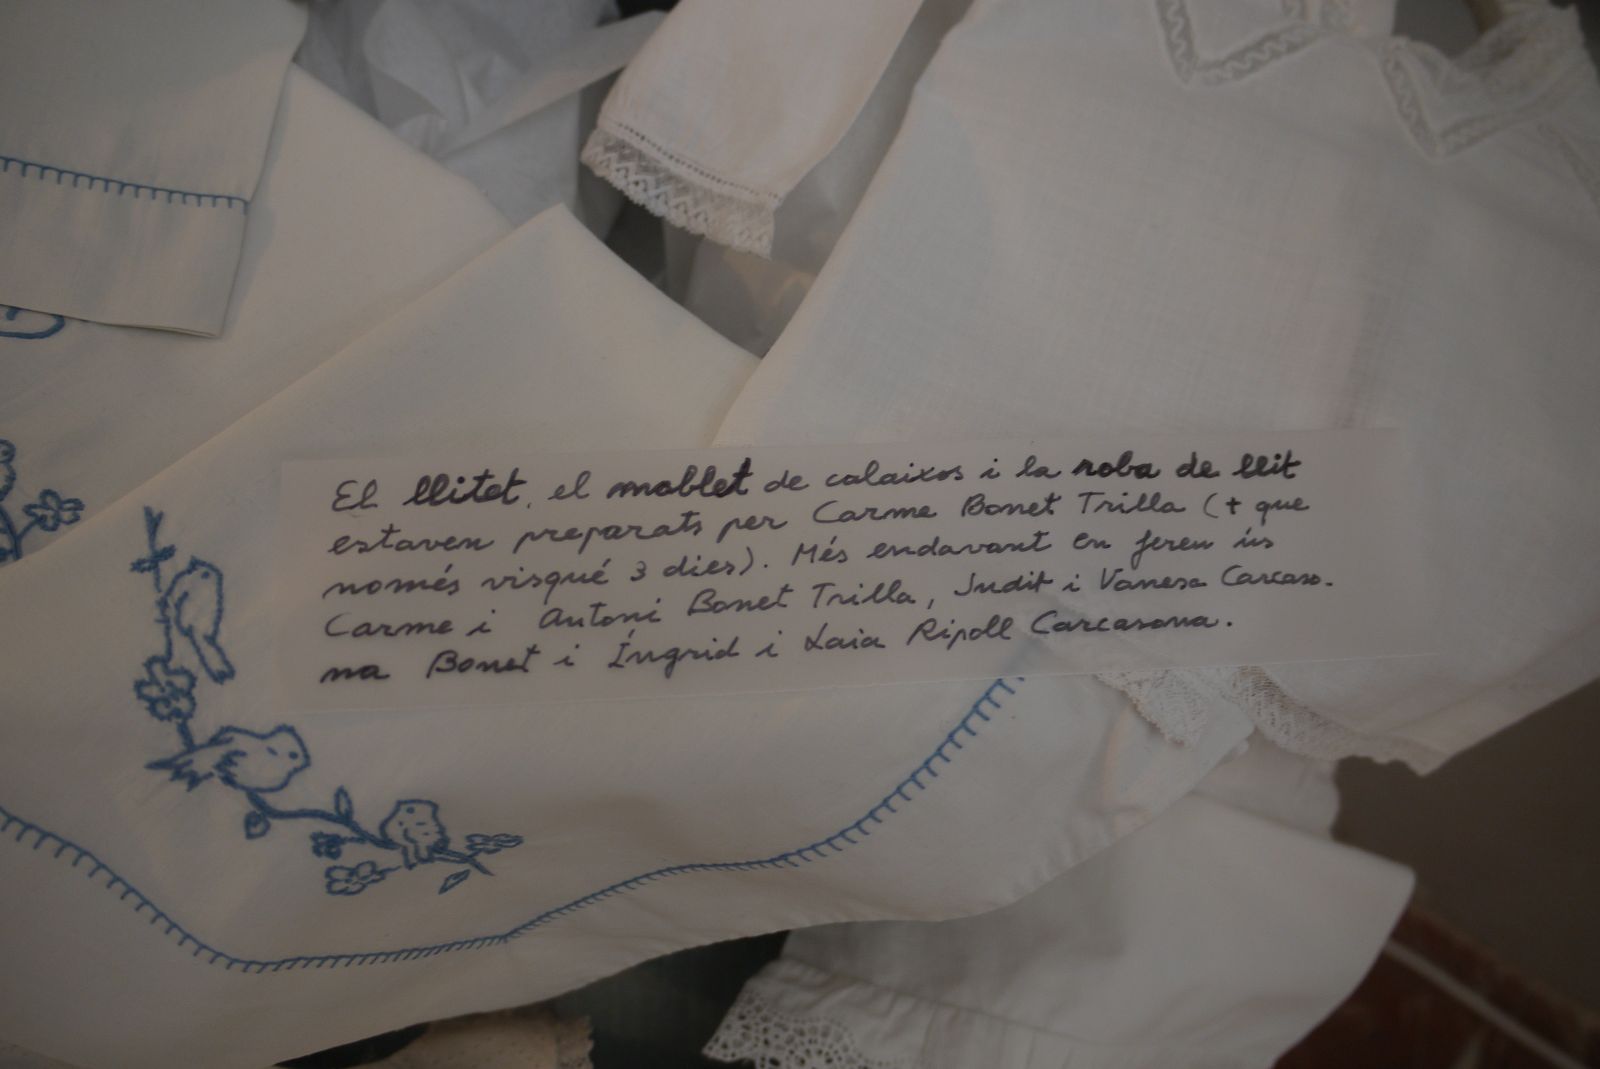 El llitet, el moblet de calaixos i la roba de llit
estaven preparats per Carme Bonet Trilla (+ que
només visqué 3 dies). Més endavant en feren ús
Carme i Antoni Bonet Trilla, Judit i Vanesa Carcaso-
na Bonet i Íngrid i Laia Ripoll Carcasona.